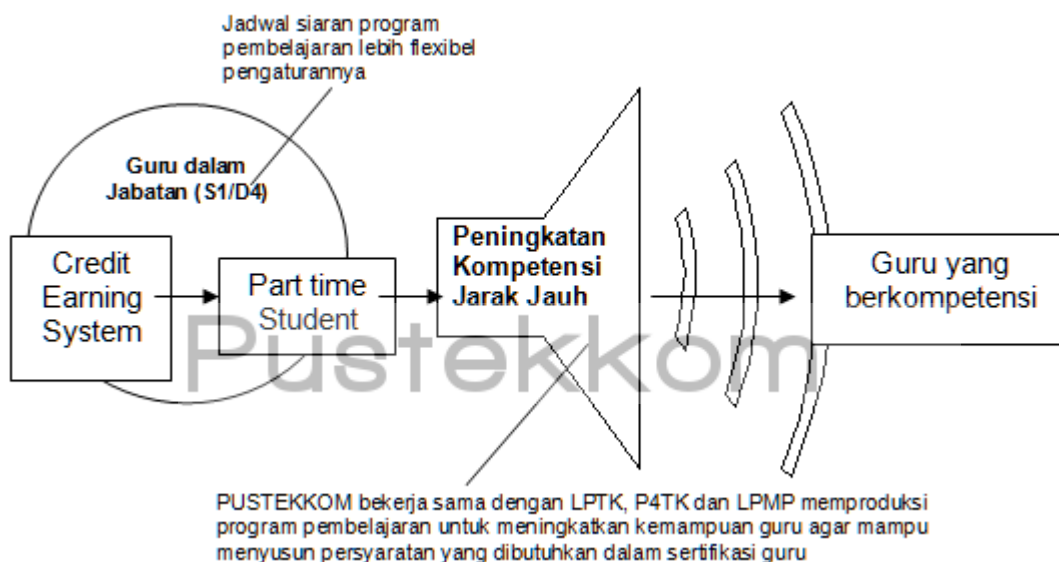 Jadwal siaran program
pembelajaran lebih flexibel
pengaturannya
Guru dalam
Jabatan (S1/D4)
Credit
Earning
System
Part time
Student
Peningkatan
Kompetensi
Jarak Jauh
Guru yang
berkompetensi
Pustekkom
PUSTEKKOM bekerja sama dengan LPTK, P4TK dan LPMP memproduksi
program pembelajaran untuk meningkatkan kemampuan guru agar mampu
menyusun persyaratan yang dibutuhkan dalam sertifikasi guru